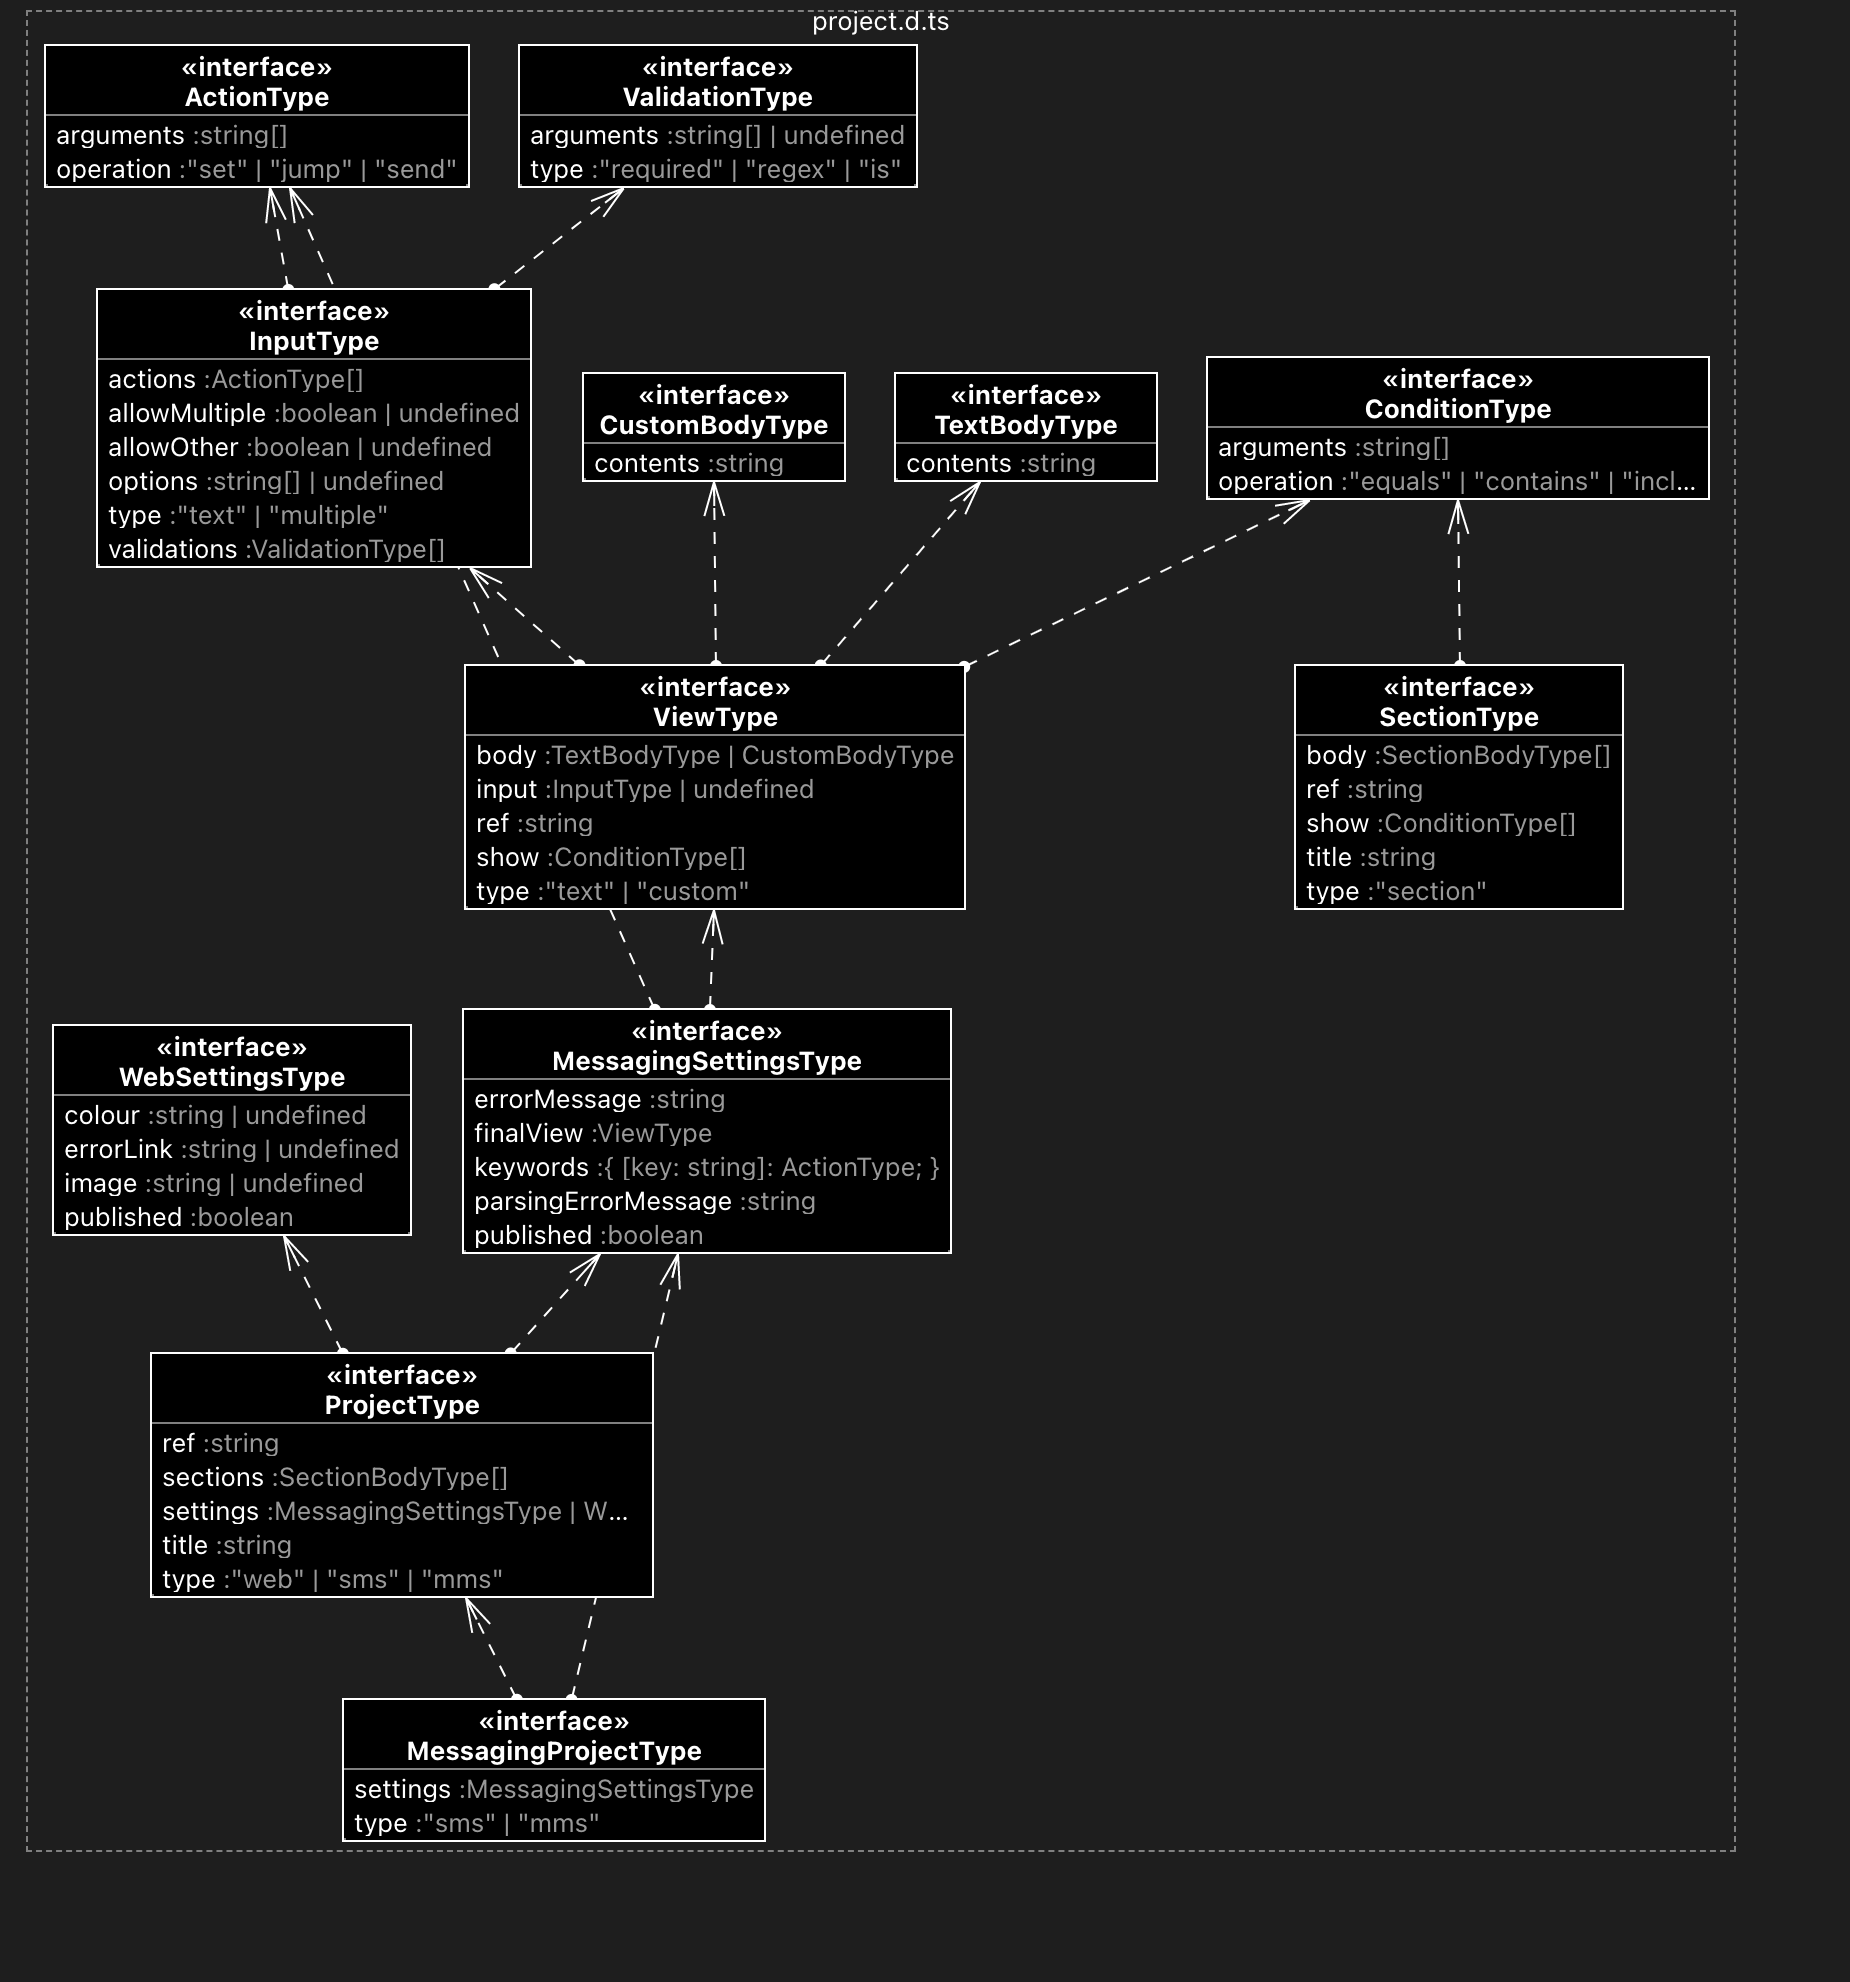 project.d.ts
«interface»
ActionType
arguments :string[]
operation :"set" | "jump" | "send"
«interface»
ValidationType
arguments :string[] | undefined
type :"required" | "regex" | "is"
«interface»
InputType
actions :ActionType[]
allowMultiple :boolean | undefined
allowOther :boolean | undefined
options :string[] | undefined
type :"text" | "multiple"
validations :ValidationType[]
«interface»
CustomBodyType
contents :string
«interface»
TextBodyType
contents :string
«interface»
ConditionType
arguments :string[]
operation :"equals" | "contains" | "incl...
«interface»
ViewType
body :TextBodyType | CustomBodyType
input :InputType | undefined
ref :string
show :ConditionType[]
type :"text" | "custom"
«interface»
SectionType
body :SectionBodyType[]
ref :string
show :ConditionType[]
title :string
type :"section"
«interface»
WebSettingsType
colour :string | undefined
errorLink :string | undefined
image :string | undefined
published :boolean
«interface»
MessagingSettingsType
errorMessage :string
finalView :ViewType
keywords :{ [key: string]: ActionType; }
parsingErrorMessage :string
published :boolean
«interface»
ProjectType
ref :string
sections :SectionBodyType[]
settings :MessagingSettingsType | W...
title :string
type :"web" | "sms" | "mms"
«interface»
MessagingProjectType
settings :MessagingSettingsType
type :"sms" | "mms"